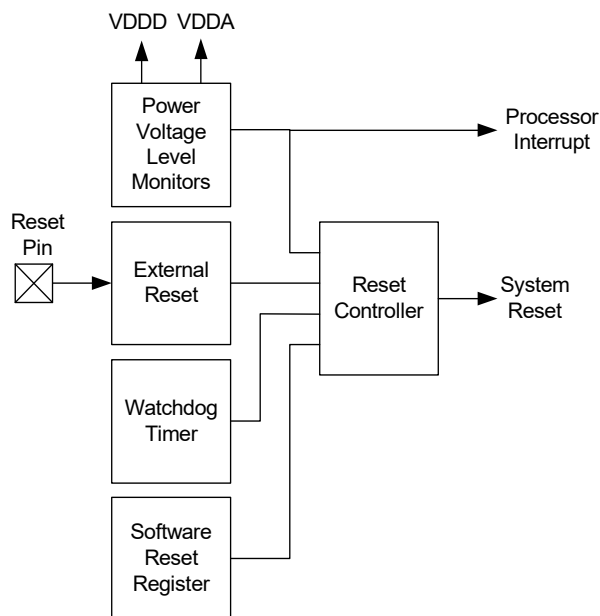 VDDD VDDA
Power
Voltage
Level
Monitors
Processor
Interrupt
Reset
Pin
External
Reset
Reset
Controller
System
Reset
Watchdog
Timer
Software
Reset
Register